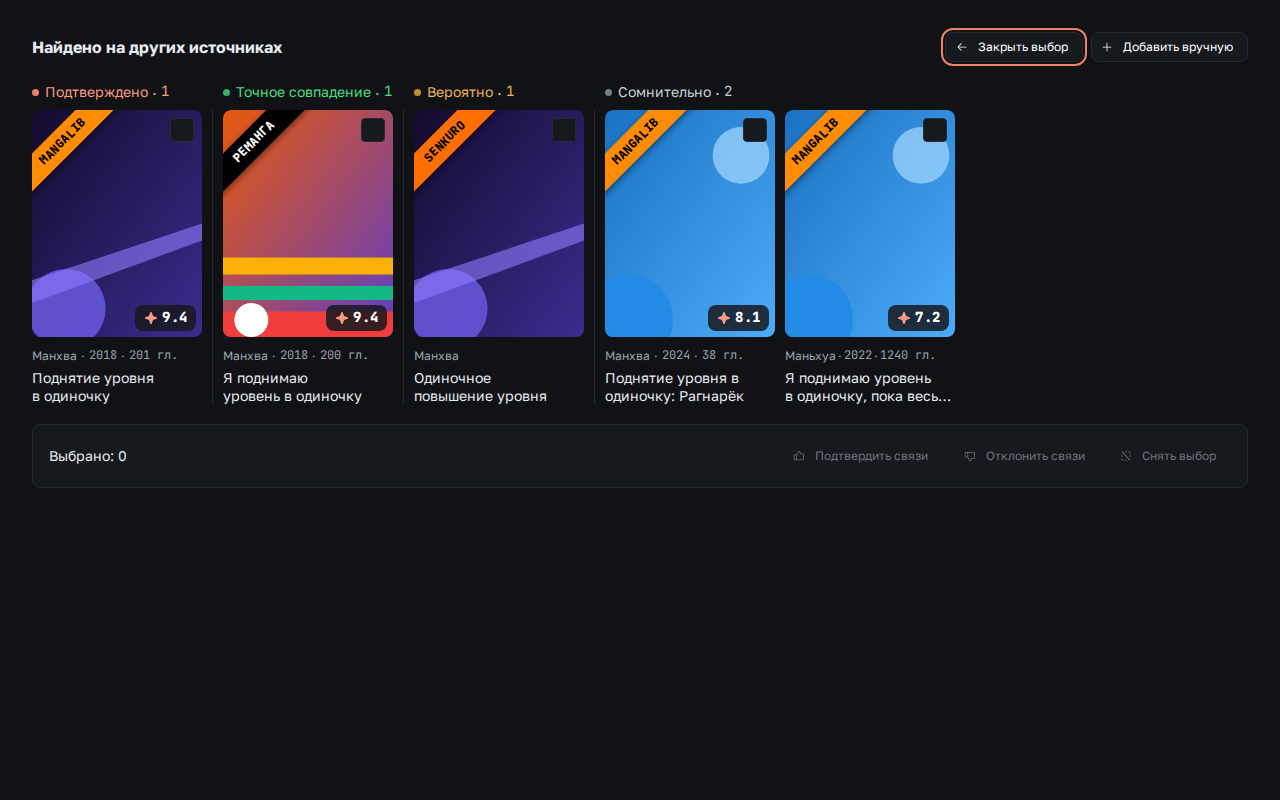 Найдено на других источниках
Закрыть выбор
Добавить вручную
Подтверждено · 1
Точное совпадение · 1
Вероятно · 1
Сомнительно · 2
MANGALIB
РЕМАНГА
SENKURO
MANGALIB
MANGALIB
9.4
9.4
8.1
7.2
Манхва · 2018 · 201 гл.
Поднятие уровня
в одиночку
Манхва · 2018 · 200 гл.
Я поднимаю
уровень в одиночку
Манхва
Одиночное
повышение уровня
Манхва · 2024 · 38 гл.
Поднятие уровня в
одиночку: Рагнарёк
Маньхуа · 2022 · 1240 гл.
Я поднимаю уровень
в одиночку, пока весь...
Выбрано: 0
Подтвердить связи
Отклонить связи
Снять выбор